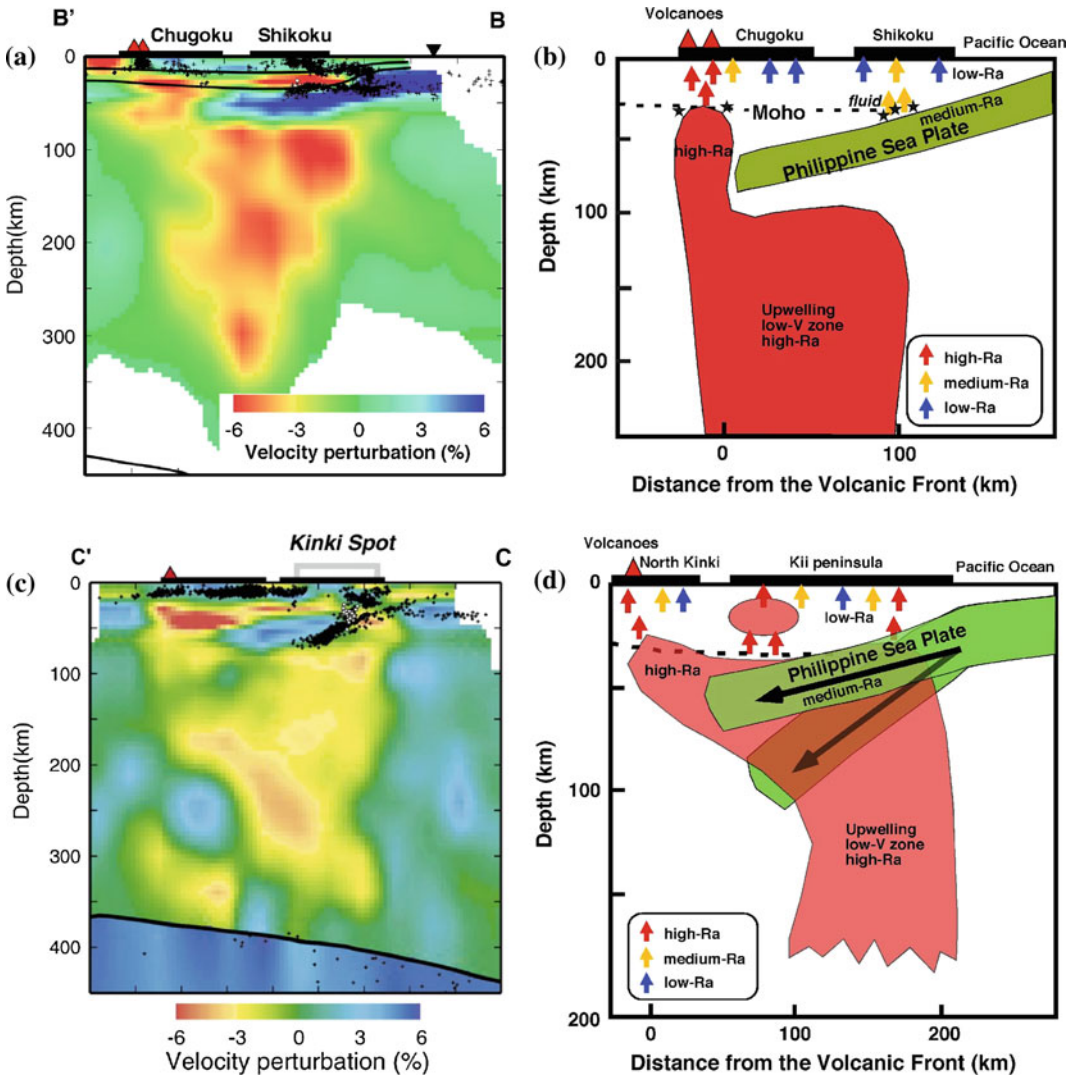 B'
B
(a)
Chugoku
Shikoku
0
100
200
300
400
Depth(km)
-6
-3
0
3
6
Velocity perturbation (%)
(b)
Volcanoes
Chugoku
Shikoku
Pacific Ocean
low-Ra
fluid
Moho
medium-Ra
Philippine Sea Plate
high-Ra
0
100
200
Depth (km)
Upwelling
low-V zone
high-Ra
high-Ra
medium-Ra
low-Ra
0
100
Distance from the Volcanic Front (km)
Kinki Spot
C'
C
(c)
0
100
200
300
400
Depth(km)
-6
-3
0
3
6
Velocity perturbation (%)
(d)
Volcanoes
North Kinki
Kii peninsula
Pacific Ocean
low-Ra
high-Ra
Philippine Sea Plate
medium-Ra
0
100
200
Depth (km)
Upwelling
low-V zone
high-Ra
high-Ra
medium-Ra
low-Ra
0
100
200
Distance from the Volcanic Front (km)